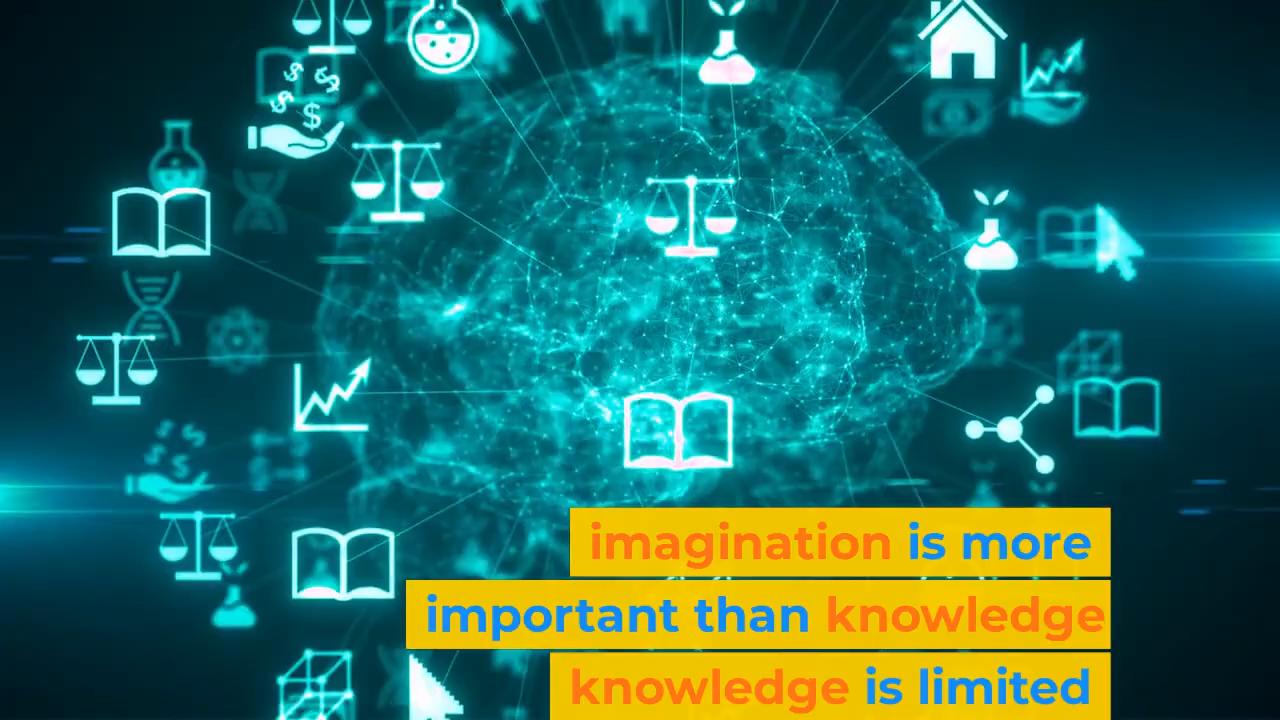 imagination is more
important than knowledge
knowledge is limited